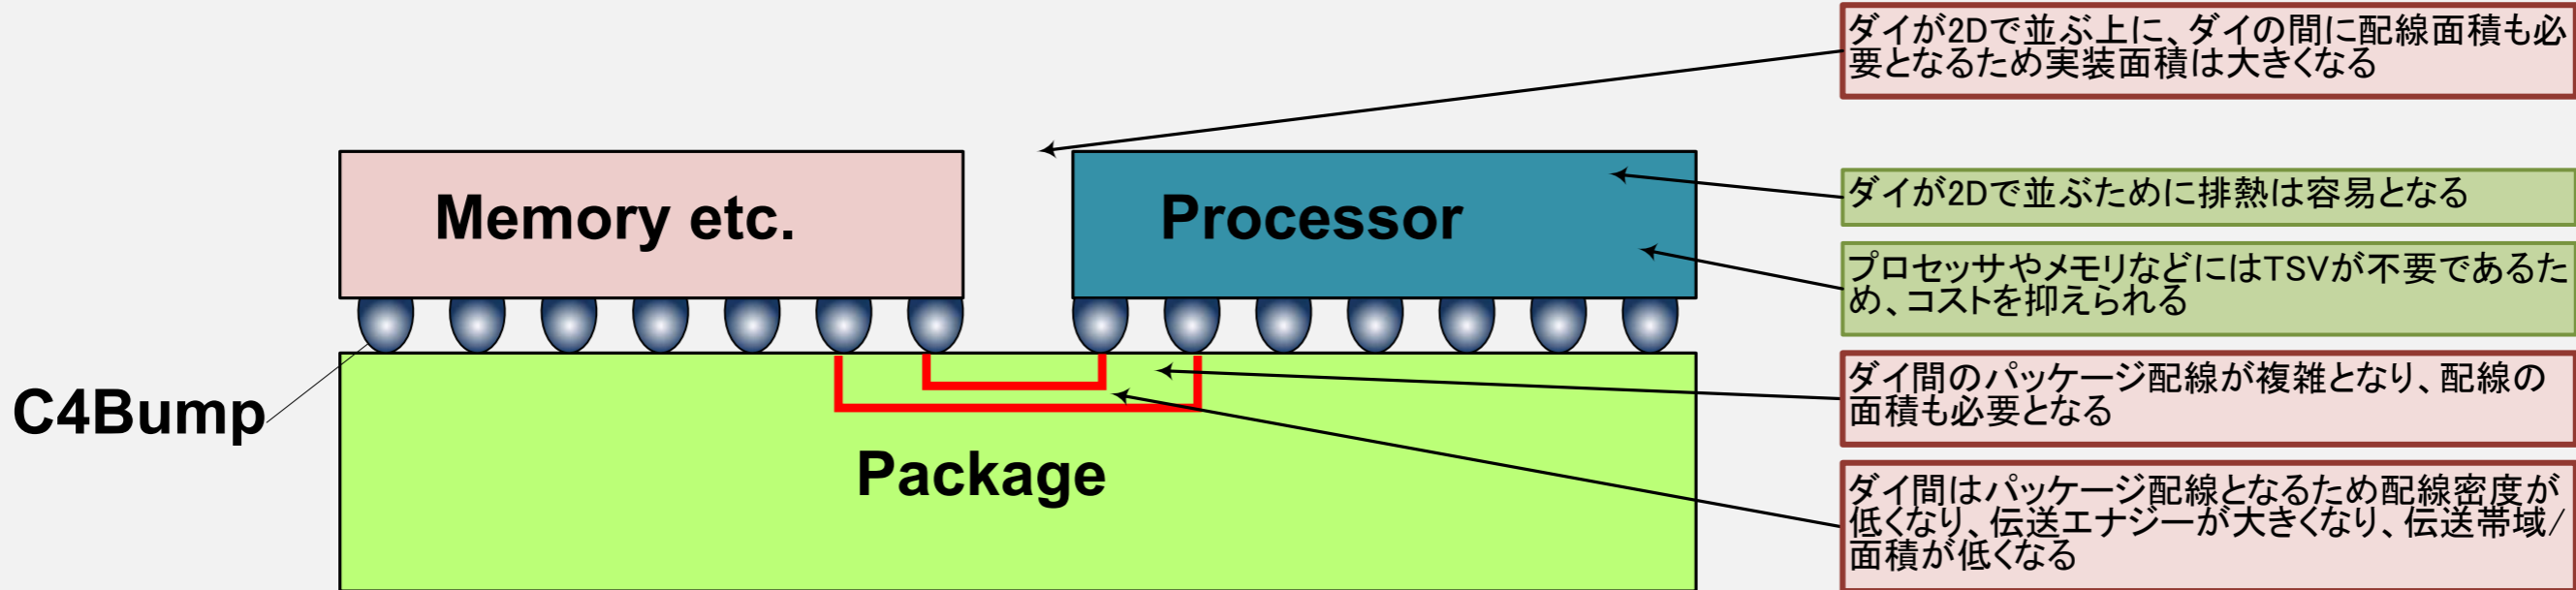 ダイが2Dで並ぶ上に、ダイの間に配線面積も必
要となるため実装面積は大きくなる
Memory etc.
Processor
ダイが2Dで並ぶために排熱は容易となる
プロセッサやメモリなどにはTSVが不要であるた
め、コストを抑えられる
C4Bump
ダイ間のパッケージ配線が複雑となり、配線の
面積も必要となる
Package
ダイ間はパッケージ配線となるため配線密度が
低くなり、伝送エナジーが大きくなり、伝送帯域/
面積が低くなる